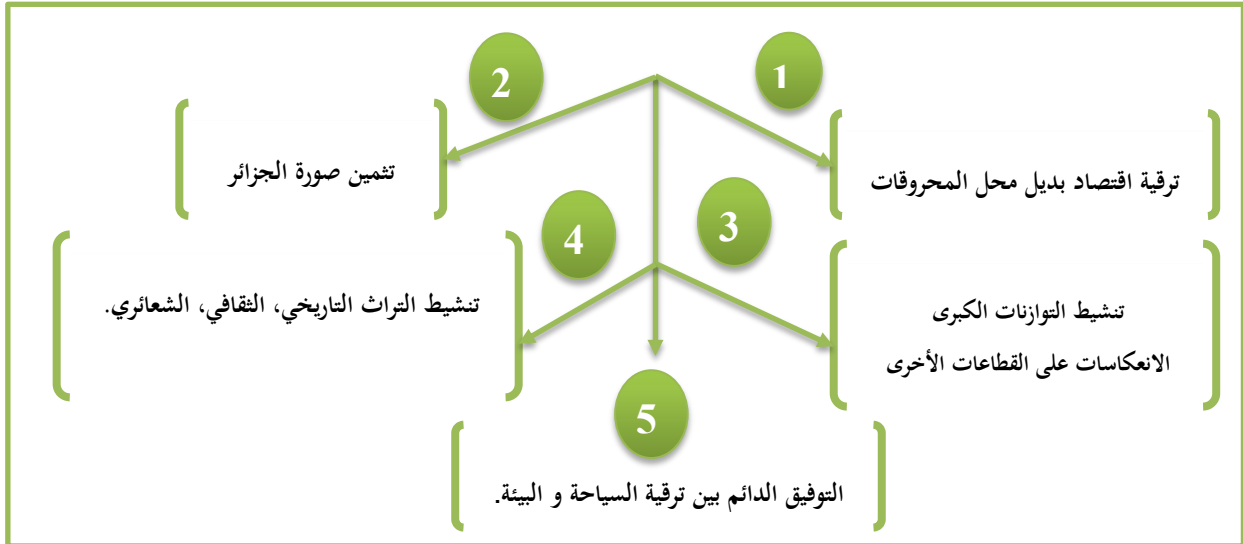 1
ترقية اقتصاد بديل محل المحروقات
2
تثمين صورة الجزائر
3
تنشيط التوازنات الكبرى
الانعكاسات على القطاعات الأخرى
4
تنشيط التراث التاريخي، الثقافي، الشعائري.
5
التوفيق الدائم بين ترقية السياحة و البيئة.